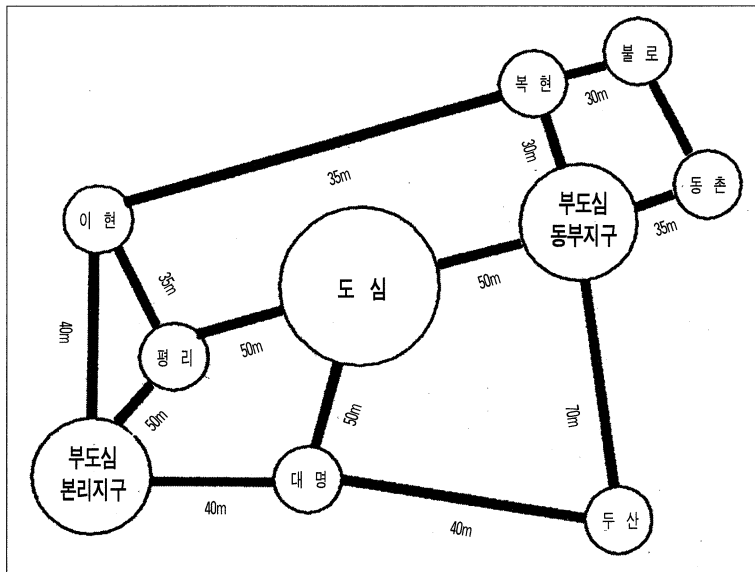 불 로
복 현
30m
30m
35m
동 촌
부도심
동부지구
35m
이 현
도 심
50m
35m
40m
평 리
50m
50m
50m
70m
부도심
본리지구
대 명
40m
40m
두 산